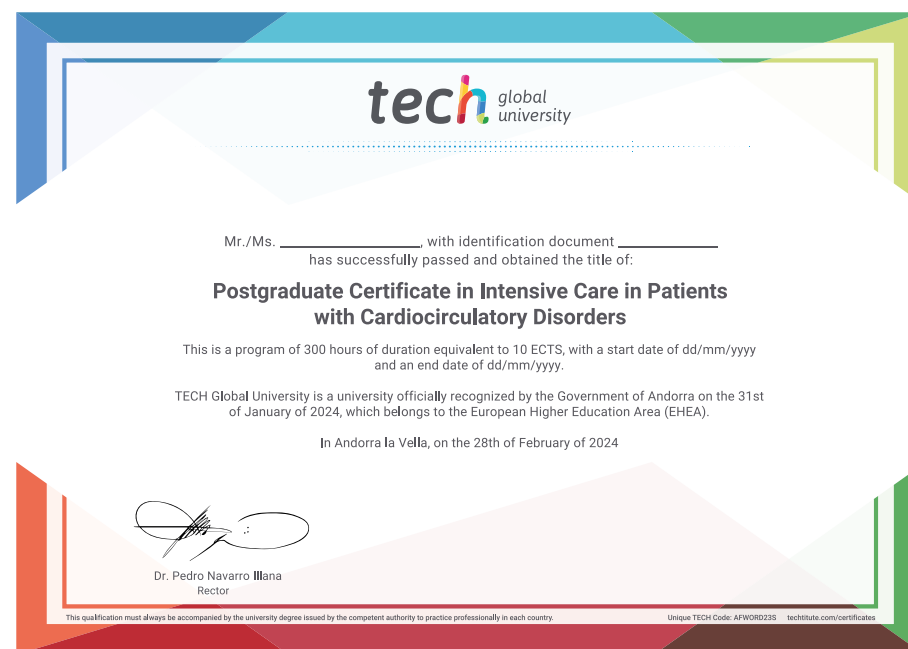 tech global university
Mr./Ms. ____________________, with identification document ______________
has successfully passed and obtained the title of:
Postgraduate Certificate in Intensive Care in Patients
with Cardiocirculatory Disorders
This is a program of 300 hours of duration equivalent to 10 ECTS, with a start date of dd/mm/yyyy
and an end date of dd/mm/yyyy.
TECH Global University is a university officially recognized by the Government of Andorra on the 31st
of January of 2024, which belongs to the European Higher Education Area (EHEA).
In Andorra la Vella, on the 28th of February of 2024
Dr. Pedro Navarro Illana
Rector
This qualification must always be accompanied by the university degree issued by the competent authority to practice professionally in each country.
Unique TECH Code: AFWORD23S techtitute.com/certificates